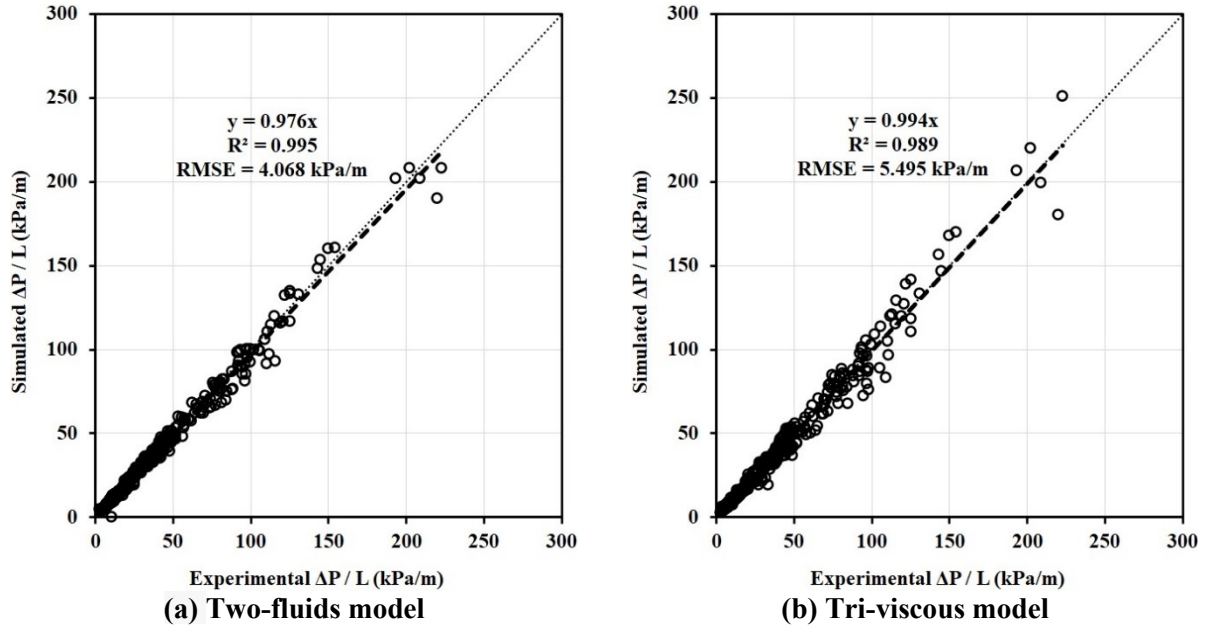 300
250
200
150
100
50
0
Simulated ΔP / L (kPa/m)
y = 0.976x
R² = 0.995
RMSE = 4.068 kPa/m
0 50 100 150 200 250 300
Experimental ΔP / L (kPa/m)
(a) Two-fluids model
300
250
200
150
100
50
0
Simulated ΔP / L (kPa/m)
y = 0.994x
R² = 0.989
RMSE = 5.495 kPa/m
0 50 100 150 200 250 300
Experimental ΔP / L (kPa/m)
(b) Tri-viscous model